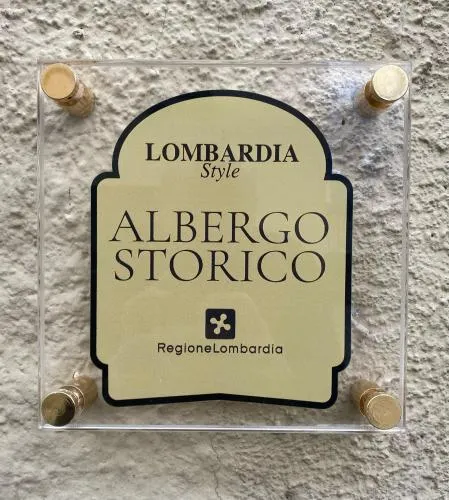 LOMBARDIA
Style
ALBERGO
STORICO
RegioneLombardia